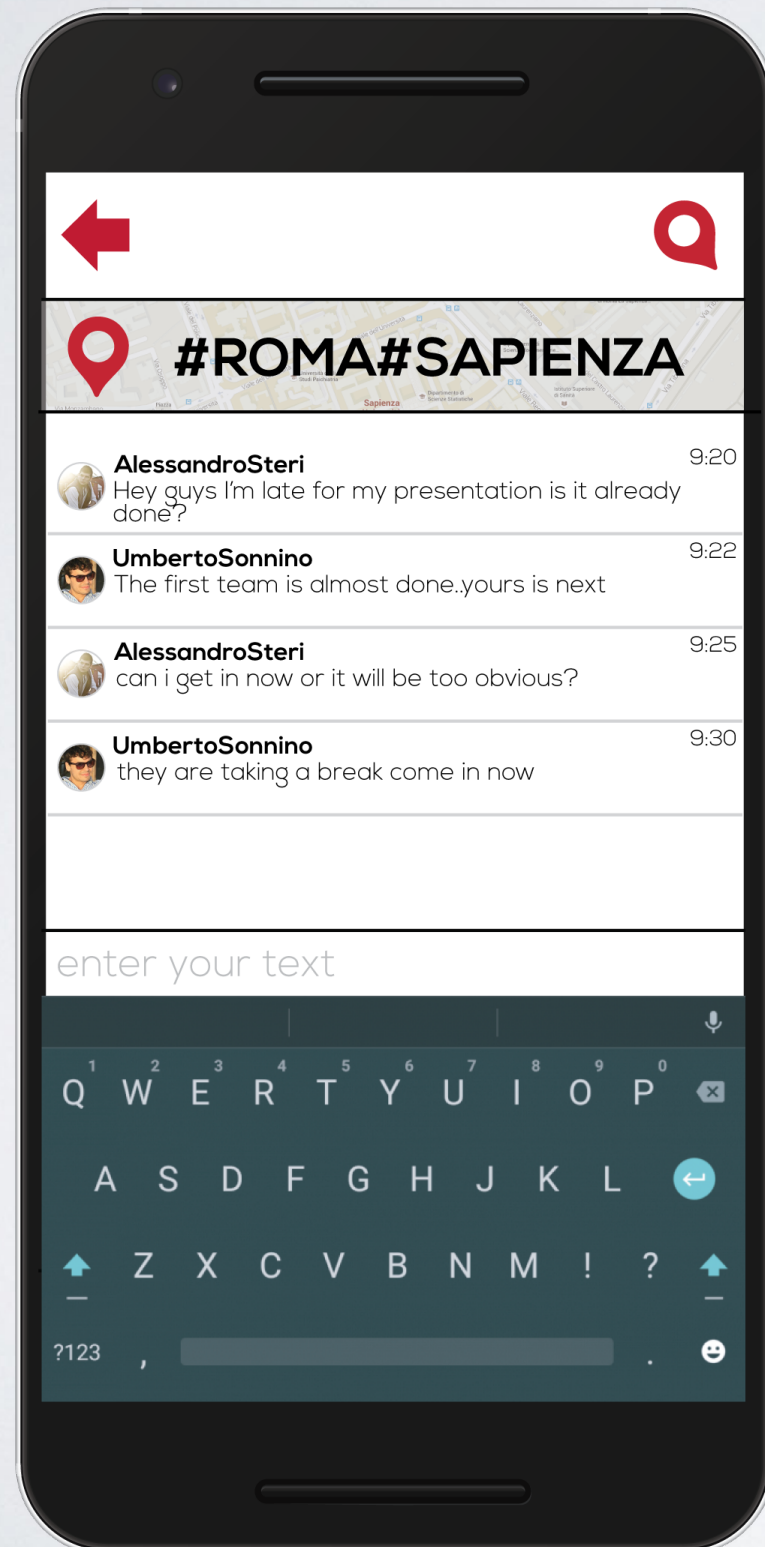 #ROMA#SAPIENZA
Sapienza
AlessandroSteri 9:20
Hey guys I'm late for my presentation is it already
done?
UmbertoSonnino 9:22
The first team is almost done..yours is next
AlessandroSteri 9:25
can i get in now or it will be too obvious?
UmbertoSonnino 9:30
they are taking a break come in now
enter your text
1 2 3 4 5 6 7 8 9 0
Q W E R T Y U I O P
A S D F G H J K L
Z X C V B N M ! ?
?123 , .